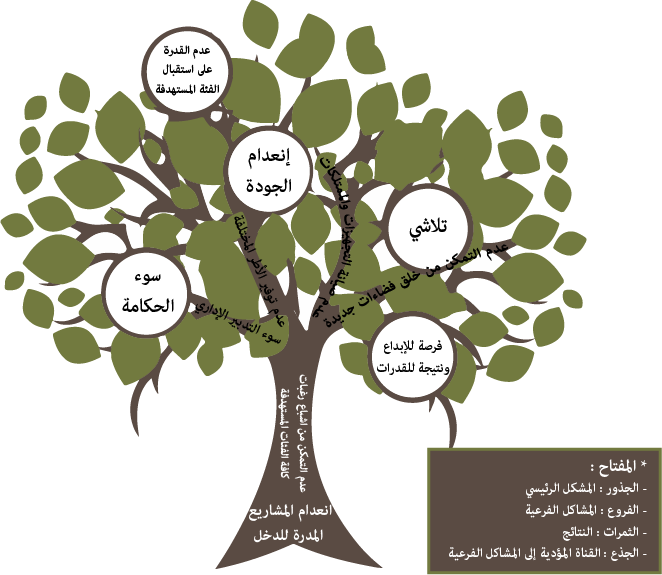 عدم القدرة
على استقبال
الفئة المستهدفة
إنعدام
الجودة
تلاشي
سوء
الحكامة
فرصة للإبداع
ونتيجة للقدرات
عدم صيانة التجهيزات والممتلكات
عدم التمكن من خلق فضاءات جديدة
عدم توفير الأطر المختلفة
سوء التدبير الإداري
عدم التمكن من اشباع رغبات
كافة الفئات المستهدفة
انعدام المشاريع
المدرة للدخل
* المفتاح :
- الجذور : المشكل الرئيسي
- الفروع : المشاكل الفرعية
- الثمرات : النتائج
- الجذع : القناة المؤدية إلى المشاكل الفرعية